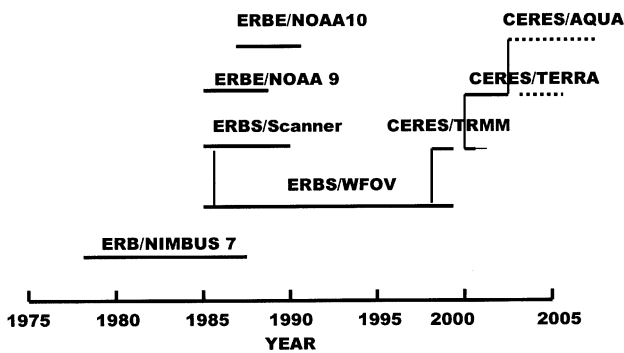 ERBE/NOAA10
CERES/AQUA
ERBE/NOAA 9
CERES/TERRA
ERBS/Scanner
CERES/TRMM
ERBS/WFOV
ERB/NIMBUS 7
1975 1980 1985 1990 1995 2000 2005
YEAR